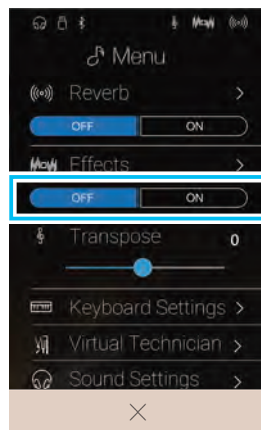 Menu
Reverb
OFF ON
Effects
OFF ON
Transpose 0
Keyboard Settings
Virtual Technician
Sound Settings